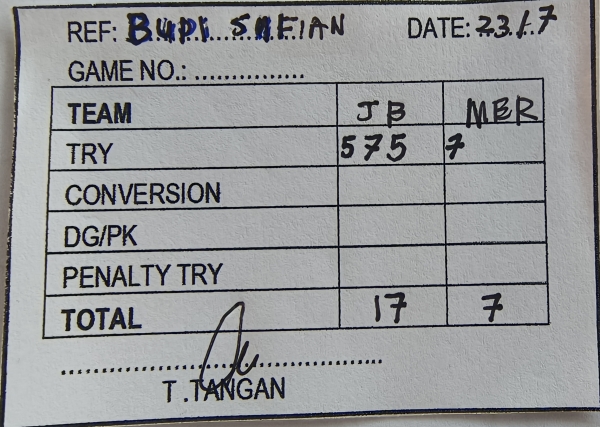 REF: BUDI SUFIAN DATE: 23/7
GAME NO.: ...............
TEAM JB MER
TRY 575 7
CONVERSION
DG/PK
PENALTY TRY
TOTAL 17 7
T.TANGAN